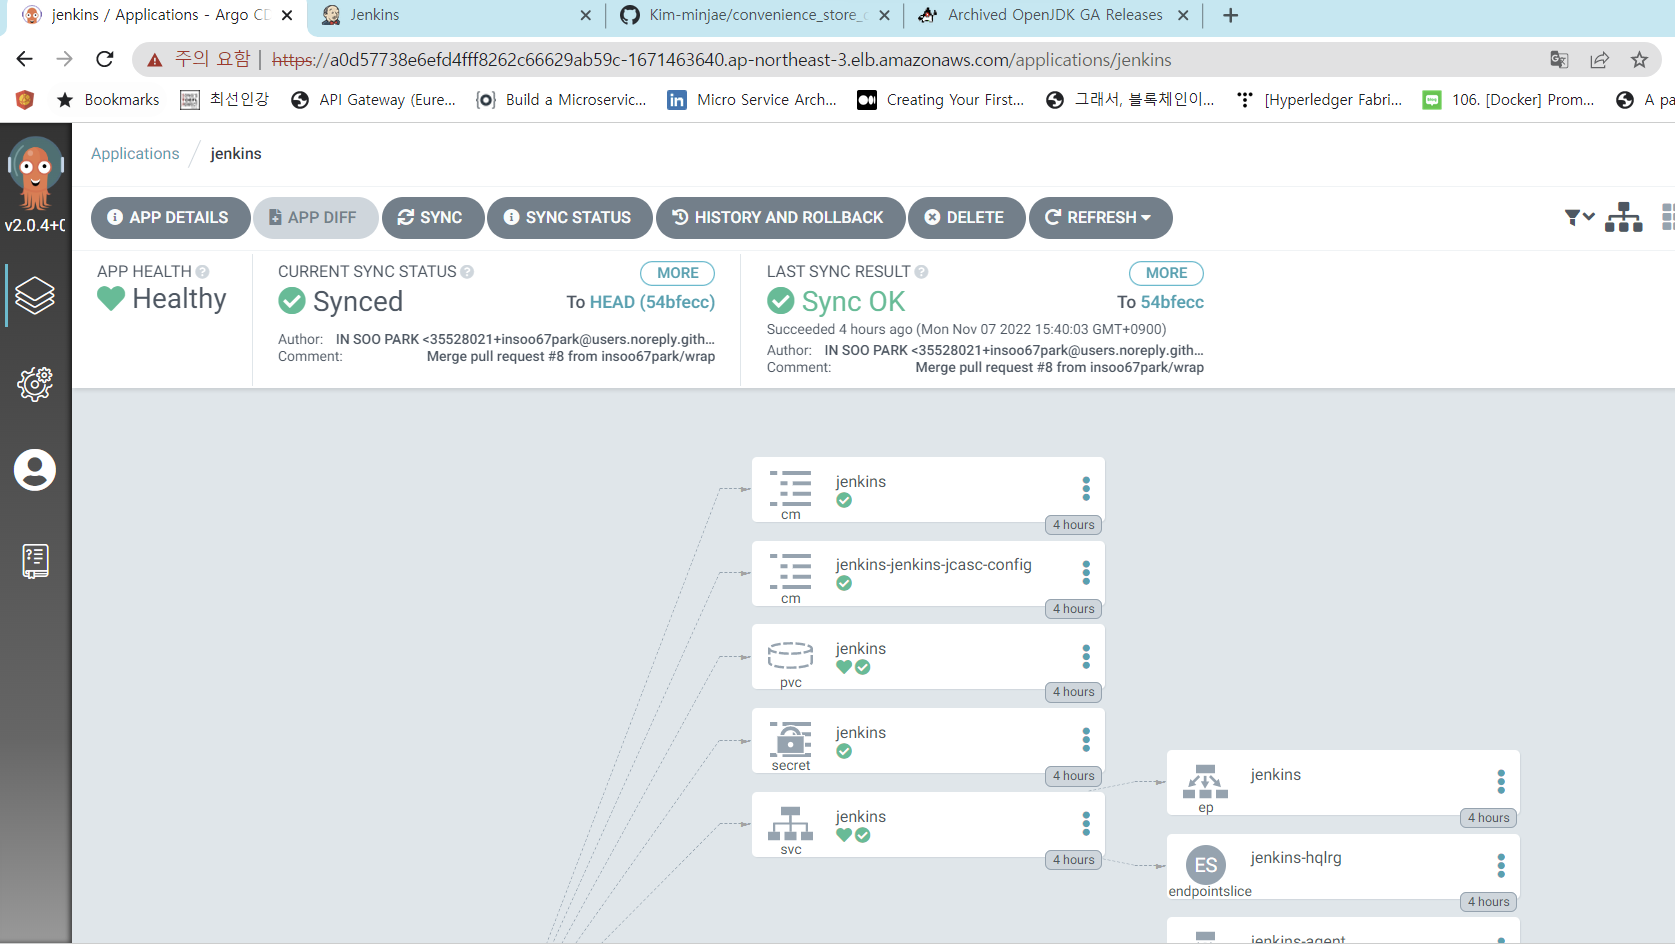 jenkins / Applications - Argo CD
Jenkins
Kim-minjae/convenience_store_c
Archived OpenJDK GA Releases
주의 요함 | https://a0d57738e6efd4fff8262c66629ab59c-1671463640.ap-northeast-3.elb.amazonaws.com/applications/jenkins
Bookmarks
최선인강
API Gateway (Eure...
Build a Microservic...
Micro Service Arch...
Creating Your First...
그래서, 블록체인이...
[Hyperledger Fabri...
106. [Docker] Prom...
A pa
Applications / jenkins
v2.0.4+0
APP DETAILS
APP DIFF
SYNC
SYNC STATUS
HISTORY AND ROLLBACK
DELETE
REFRESH
APP HEALTH
Healthy
CURRENT SYNC STATUS
MORE
Synced
To HEAD (54bfecc)
Author: IN SOO PARK <35528021+insoo67park@users.noreply.gith...
Comment: Merge pull request #8 from insoo67park/wrap
LAST SYNC RESULT
MORE
Sync OK
To 54bfecc
Succeeded 4 hours ago (Mon Nov 07 2022 15:40:03 GMT+0900)
Author: IN SOO PARK <35528021+insoo67park@users.noreply.gith...
Comment: Merge pull request #8 from insoo67park/wrap
jenkins
cm
4 hours
jenkins-jenkins-jcasc-config
cm
4 hours
jenkins
pvc
4 hours
jenkins
secret
4 hours
jenkins
svc
4 hours
jenkins
ep
4 hours
ES
jenkins-hqlrg
endpointslice
4 hours
jenkins-agent